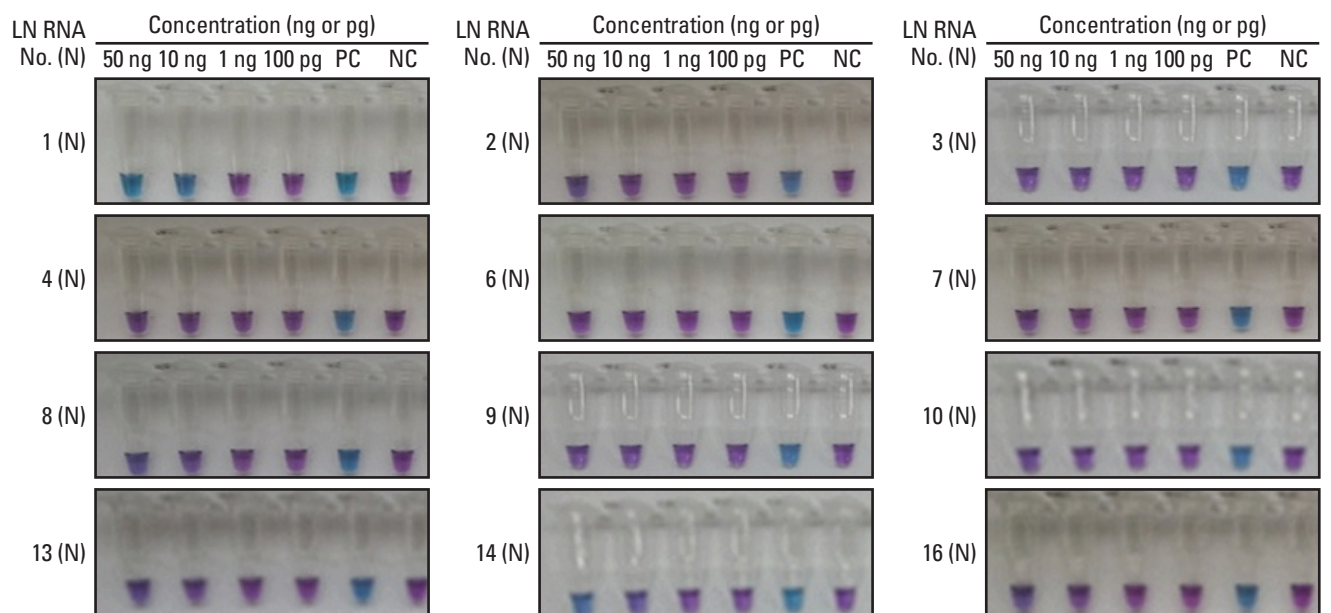 LN RNA No. (N) Concentration (ng or pg)
50 ng 10 ng 1 ng 100 pg PC NC
LN RNA No. (N) Concentration (ng or pg)
50 ng 10 ng 1 ng 100 pg PC NC
LN RNA No. (N) Concentration (ng or pg)
50 ng 10 ng 1 ng 100 pg PC NC
1 (N)
2 (N)
3 (N)
4 (N)
6 (N)
7 (N)
8 (N)
9 (N)
10 (N)
13 (N)
14 (N)
16 (N)